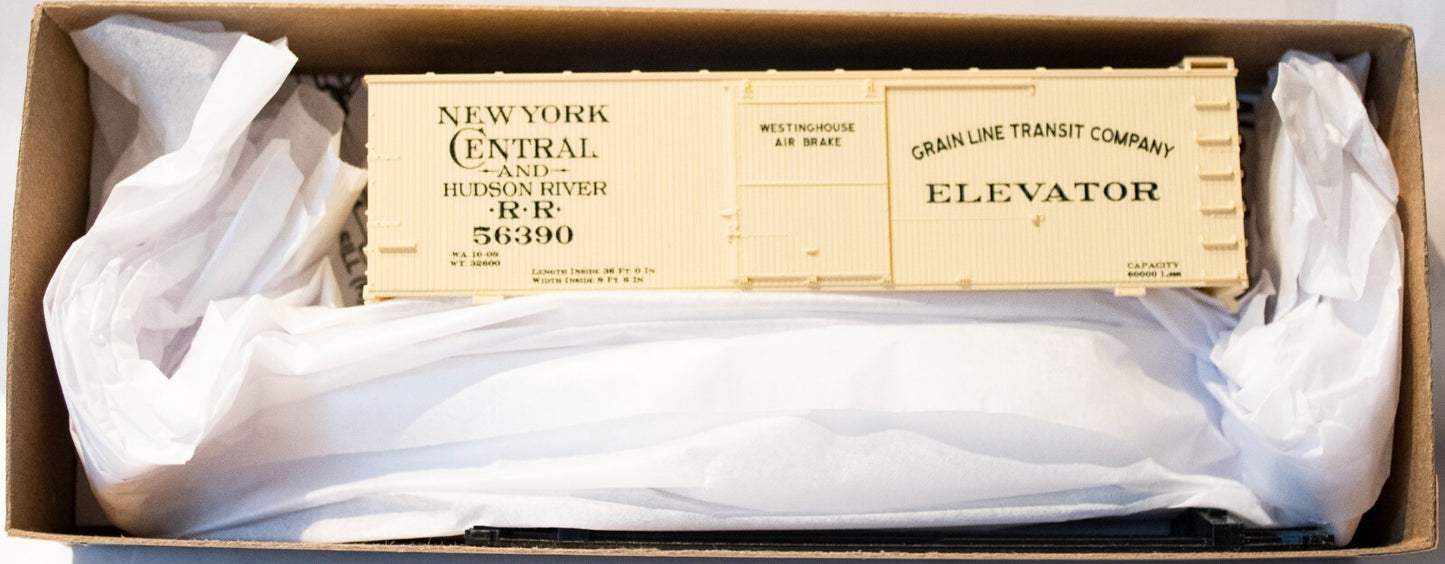 NEW YORK
CENTRAL
AND
HUDSON RIVER
·R·R·
56390
WA 10-08
WT. 32600
LENGTH INSIDE 36 FT 0 IN
WIDTH INSIDE 8 FT 6 IN
WESTINGHOUSE
AIR BRAKE
GRAIN LINE TRANSIT COMPANY
ELEVATOR
CAPACITY
60000 LBS